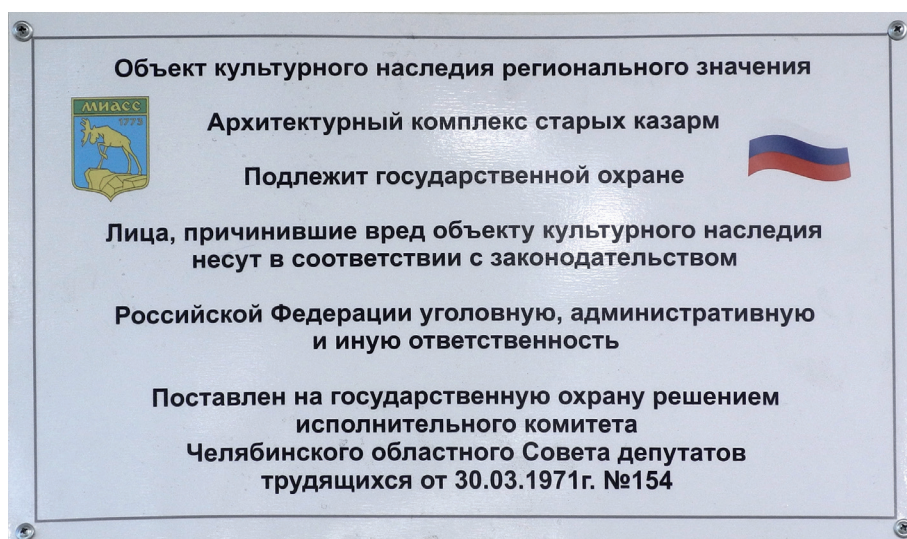 Объект культурного наследия регионального значения
МИАСС
1773
Архитектурный комплекс старых казарм
Подлежит государственной охране
Лица, причинившие вред объекту культурного наследия
несут в соответствии с законодательством
Российской Федерации уголовную, административную
и иную ответственность
Поставлен на государственную охрану решением
исполнительного комитета
Челябинского областного Совета депутатов
трудящихся от 30.03.1971г. №154